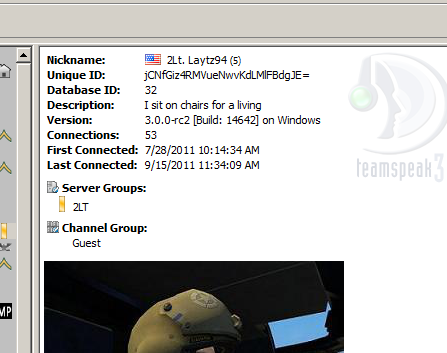 Nickname: 2Lt. Laytz94 (5)
Unique ID: jCNfGiz4RMVueNwvKdLMlFBdgJE=
Database ID: 32
Description: I sit on chairs for a living
Version: 3.0.0-rc2 [Build: 14642] on Windows
Connections: 53
First Connected: 7/28/2011 10:14:34 AM
Last Connected: 9/15/2011 11:34:09 AM
teamspeak 3
Server Groups:
2LT
Channel Group:
Guest
MP